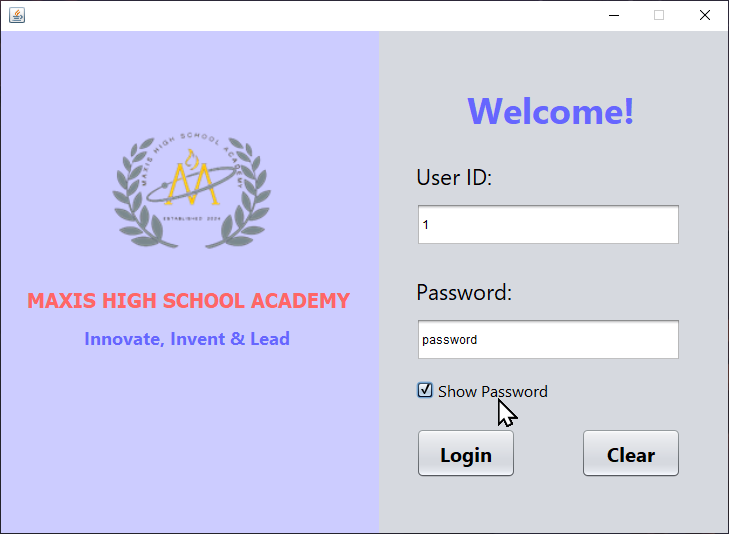 MAXIS HIGH SCHOOL ACADEMY
ESTABLISHED 2024
MAXIS HIGH SCHOOL ACADEMY
Innovate, Invent & Lead
Welcome!
User ID:
1
Password:
password
Show Password
Login
Clear